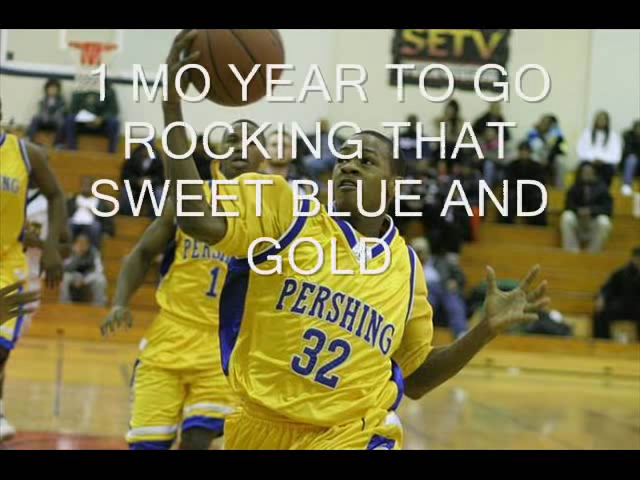 SETV
1 MO YEAR TO GO
ROCKING THAT
SWEET BLUE AND
GOLD
PERSHING
PERSHING
1
PERSHING
32